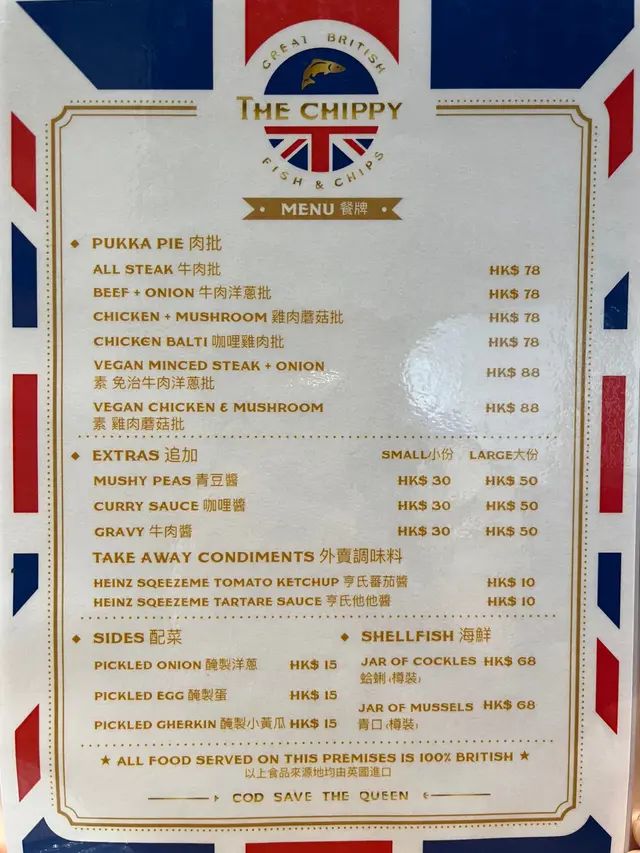 GREAT BRITISH
THE CHIPPY
FISH & CHIPS
MENU 餐牌
PUKKA PIE 肉批
ALL STEAK 牛肉批 HK$ 78
BEEF + ONION 牛肉洋蔥批 HK$ 78
CHICKEN + MUSHROOM 雞肉蘑菇批 HK$ 78
CHICKEN BALTI 咖哩雞肉批 HK$ 78
VEGAN MINCED STEAK + ONION HK$ 88
素 免治牛肉洋蔥批
VEGAN CHICKEN & MUSHROOM HK$ 88
素 雞肉蘑菇批
EXTRAS 追加 SMALL小份 LARGE大份
MUSHY PEAS 青豆醬 HK$ 30 HK$ 50
CURRY SAUCE 咖哩醬 HK$ 30 HK$ 50
GRAVY 牛肉醬 HK$ 30 HK$ 50
TAKE AWAY CONDIMENTS 外賣調味料
HEINZ SQEEZEME TOMATO KETCHUP 亨氏蕃茄醬 HK$ 10
HEINZ SQEEZEME TARTARE SAUCE 亨氏他他醬 HK$ 10
SIDES 配菜
PICKLED ONION 醃製洋蔥 HK$ 15
PICKLED EGG 醃製蛋 HK$ 15
PICKLED GHERKIN 醃製小黃瓜 HK$ 15
SHELLFISH 海鮮
JAR OF COCKLES HK$ 68
蛤蜊（樽裝）
JAR OF MUSSELS HK$ 68
青口（樽裝）
★ ALL FOOD SERVED ON THIS PREMISES IS 100% BRITISH ★
以上食品來源地均由英國進口
COD SAVE THE QUEEN